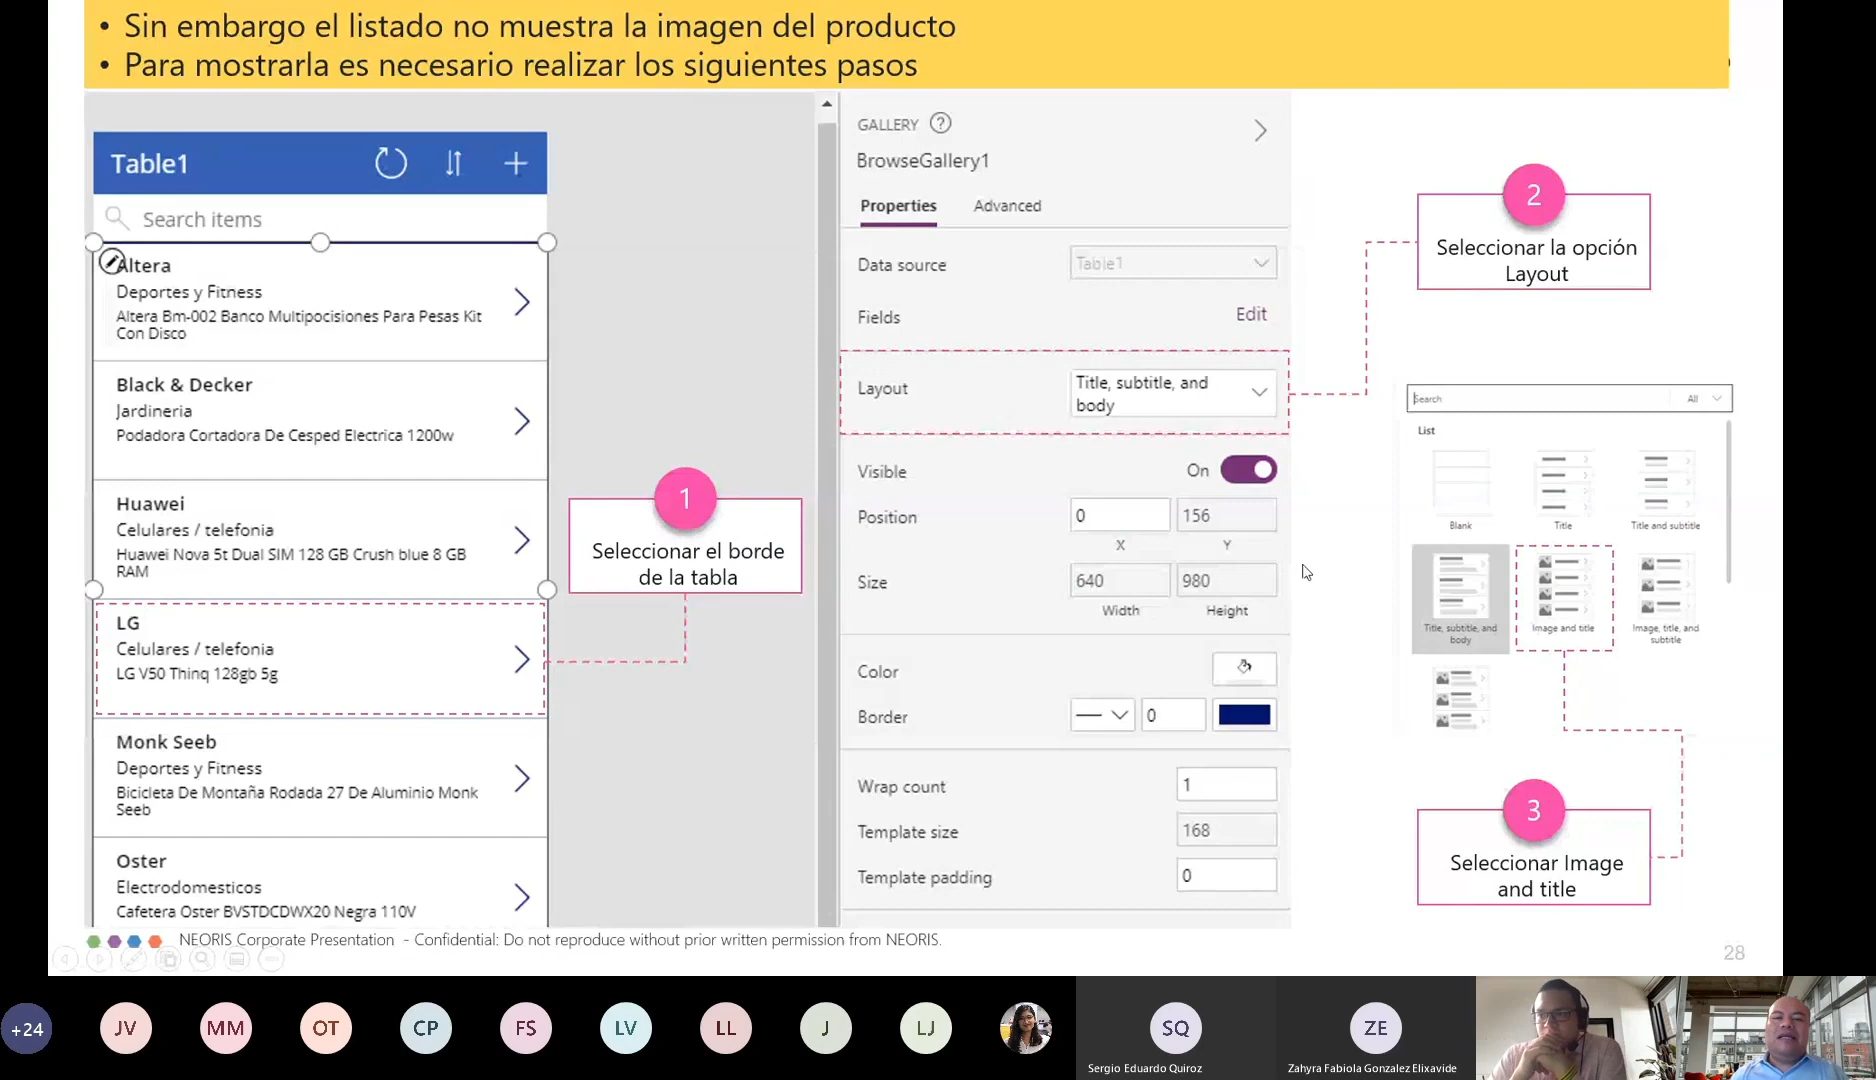 • Sin embargo el listado no muestra la imagen del producto
• Para mostrarla es necesario realizar los siguientes pasos
Table1
Search items
Altera
Deportes y Fitness
Altera Bm-002 Banco Multipocisiones Para Pesas Kit
Con Disco
Black & Decker
Jardineria
Podadora Cortadora De Cesped Electrica 1200w
Huawei
Celulares / telefonia
Huawei Nova 5t Dual SIM 128 GB Crush blue 8 GB
RAM
LG
Celulares / telefonia
LG V50 Thinq 128gb 5g
Monk Seeb
Deportes y Fitness
Bicicleta De Montaña Rodada 27 De Aluminio Monk
Seeb
Oster
Electrodomesticos
Cafetera Oster BVSTDCDWX20 Negra 110V
1
Seleccionar el borde
de la tabla
GALLERY ?
BrowseGallery1
Properties Advanced
Data source Table1
Fields Edit
Layout Title, subtitle, and
body
Visible On
Position 0 156
X Y
Size 640 980
Width Height
Color
Border 0
Wrap count 1
Template size 168
Template padding 0
2
Seleccionar la opción
Layout
Search All
List
Blank Title Title and subtitle
Title, subtitle, and
body
Image and title
Image, title, and
subtitle
3
Seleccionar Image
and title
NEORIS Corporate Presentation - Confidential: Do not reproduce without prior written permission from NEORIS.
28
+24 JV MM OT CP FS LV LL J LJ SQ ZE
Sergio Eduardo Quiroz
Zahyra Fabiola Gonzalez Elixavide